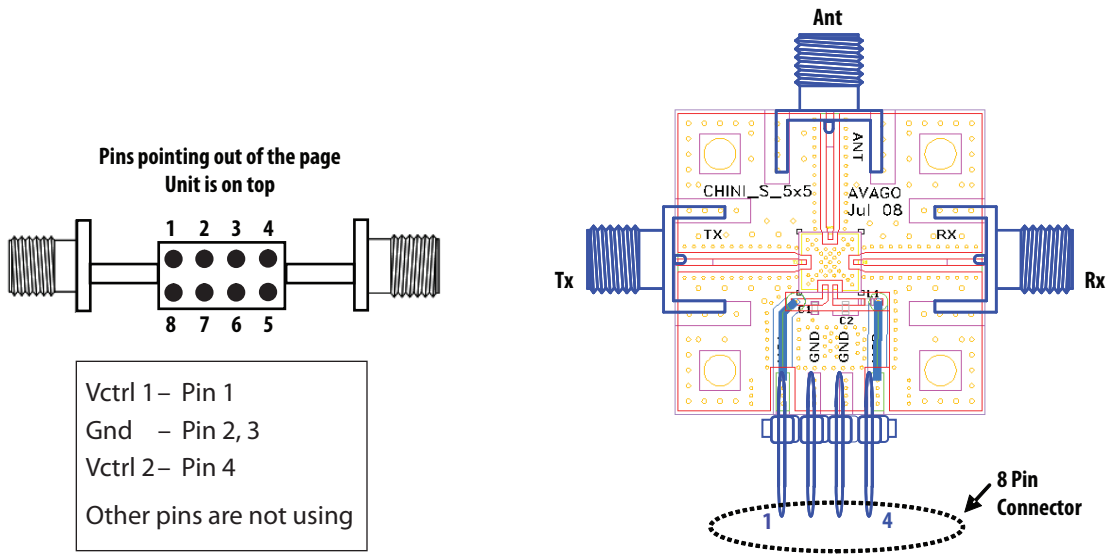 Pins pointing out of the page
Unit is on top
1 2 3 4
8 7 6 5
Vctrl 1 – Pin 1
Gnd – Pin 2, 3
Vctrl 2 – Pin 4
Other pins are not using
Ant
ANT
CHINI_S_5x5
AVAGO
Jul 08
TX
RX
Tx
Rx
C1
L1
C2
GND
GND
1
4
8 Pin
Connector